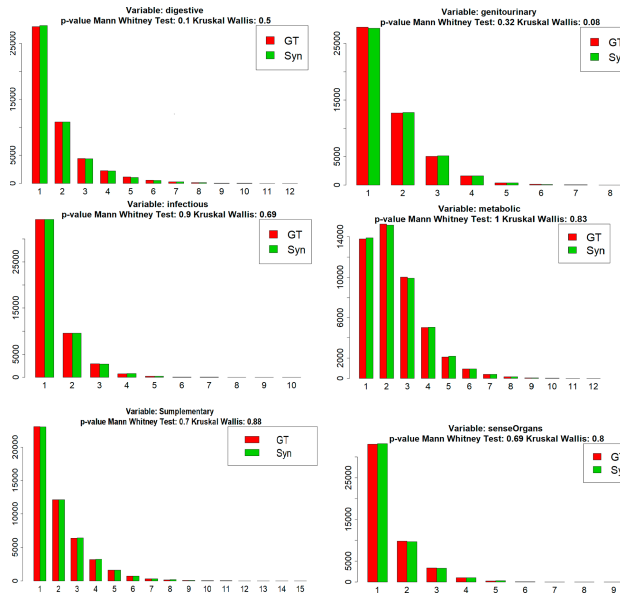 Variable: digestive
p-value Mann Whitney Test: 0.1 Kruskal Wallis: 0.5
GT
Syn
0 5000 15000 25000
1 2 3 4 5 6 7 8 9 10 11 12
Variable: genitourinary
p-value Mann Whitney Test: 0.32 Kruskal Wallis: 0.08
GT
Syn
0 5000 15000 25000
1 2 3 4 5 6 7 8
Variable: infectious
p-value Mann Whitney Test: 0.9 Kruskal Wallis: 0.69
GT
Syn
0 5000 15000 25000
1 2 3 4 5 6 7 8 9 10
Variable: metabolic
p-value Mann Whitney Test: 1 Kruskal Wallis: 0.83
GT
Syn
0 2000 6000 10000 14000
1 2 3 4 5 6 7 8 9 10 11 12
Variable: Sumplementary
p-value Mann Whitney Test: 0.7 Kruskal Wallis: 0.88
GT
Syn
0 5000 10000 15000 20000
1 2 3 4 5 6 7 8 9 10 11 12 13 14 15
Variable: senseOrgans
p-value Mann Whitney Test: 0.69 Kruskal Wallis: 0.8
GT
Syn
0 5000 15000 25000
1 2 3 4 5 6 7 8 9